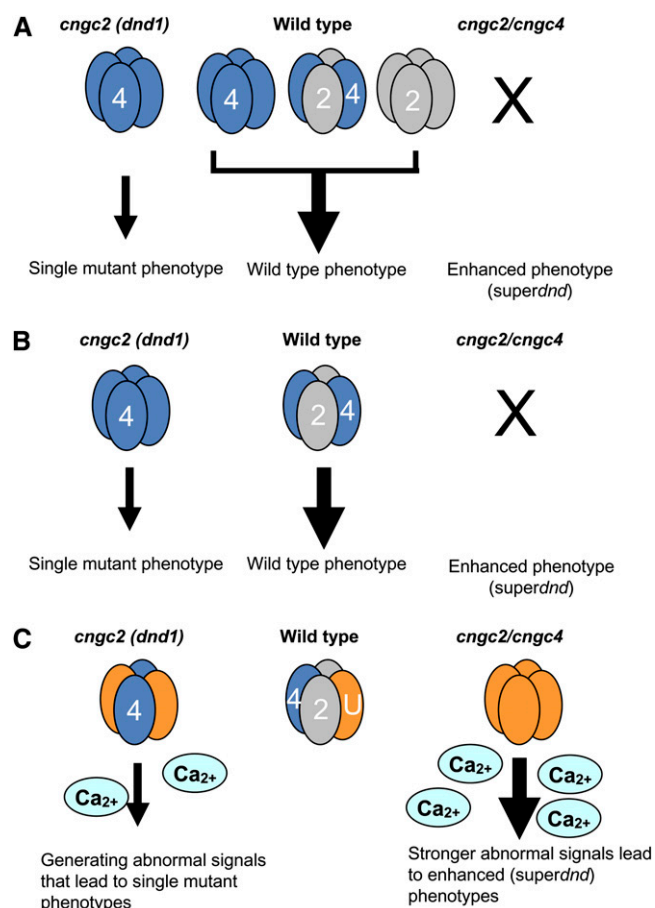 A
cngc2 (dnd1) Wild type cngc2/cngc4
4 4 2 4 2 X
Single mutant phenotype Wild type phenotype Enhanced phenotype
(superdnd)
B
cngc2 (dnd1) Wild type cngc2/cngc4
4 2 4 X
Single mutant phenotype Wild type phenotype Enhanced phenotype
(superdnd)
C
cngc2 (dnd1) Wild type cngc2/cngc4
4 4 2 U
Ca2+ Ca2+
Ca2+ Ca2+ Ca2+ Ca2+
Generating abnormal signals
that lead to single mutant
phenotypes
Stronger abnormal signals lead
to enhanced (superdnd)
phenotypes